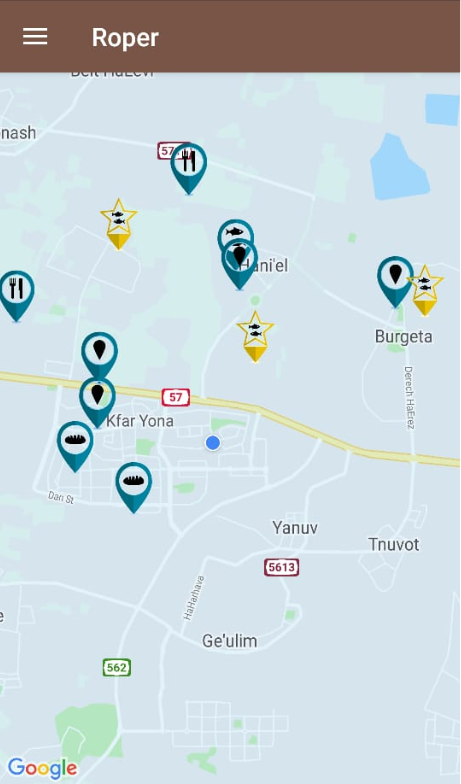 Roper
Beit HaLevi
nash
57
Hani'el
Burgeta
Derech HaErez
57
Kfar Yona
Dari St
Yanuv
Tnuvot
5613
HaHarhava
Ge'ulim
562
Google